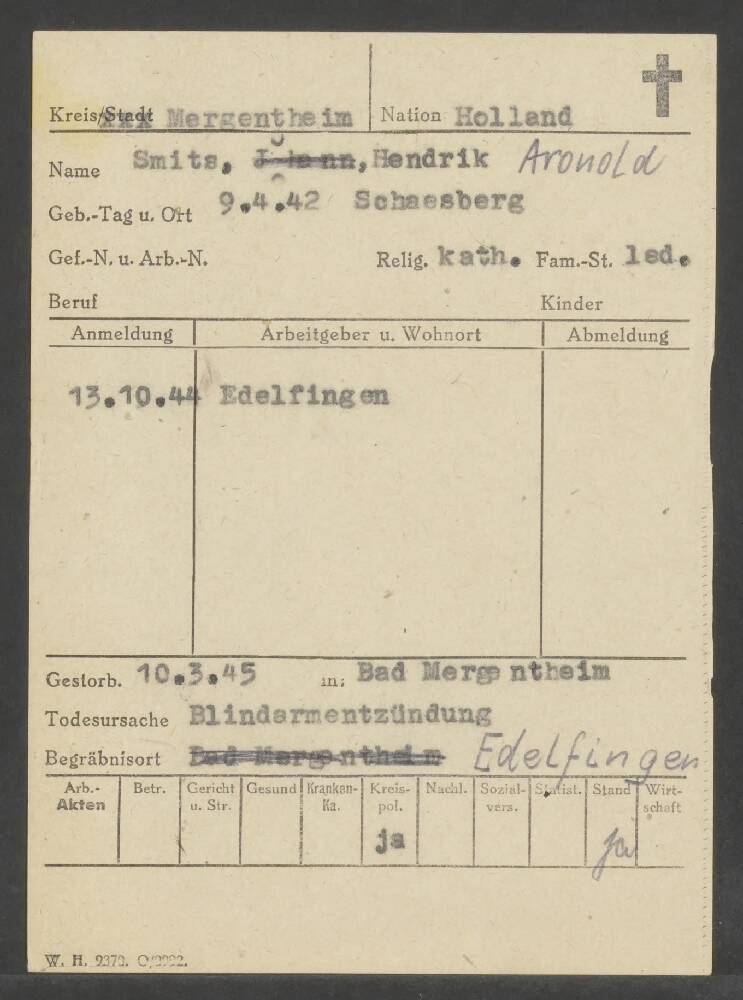 Kreis/Stadt Mergentheim Nation Holland
Name Smits, Johann, Hendrik Aronold
Geb.-Tag u. Ort 9.4.42 Schaesberg
Gef.-N. u. Arb.-N. Relig. kath. Fam.-St. led.
Beruf Kinder
Anmeldung Arbeitgeber u. Wohnort Abmeldung
13.10.44 Edelfingen
Gestorb. 10.3.45 in: Bad Mergentheim
Todesursache Blindarmentzündung
Begräbnisort Bad Mergentheim Edelfingen
Arb.- Betr. Gericht Gesund Kranken- Kreis- Nachl. Sozial- Statist. Stand Wirt-
Akten u. Str. Ka. pol. vers. schaft
ja ja
W. H.